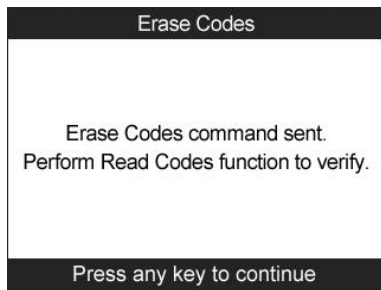 Erase Codes
Erase Codes command sent.
Perform Read Codes function to verify.
Press any key to continue